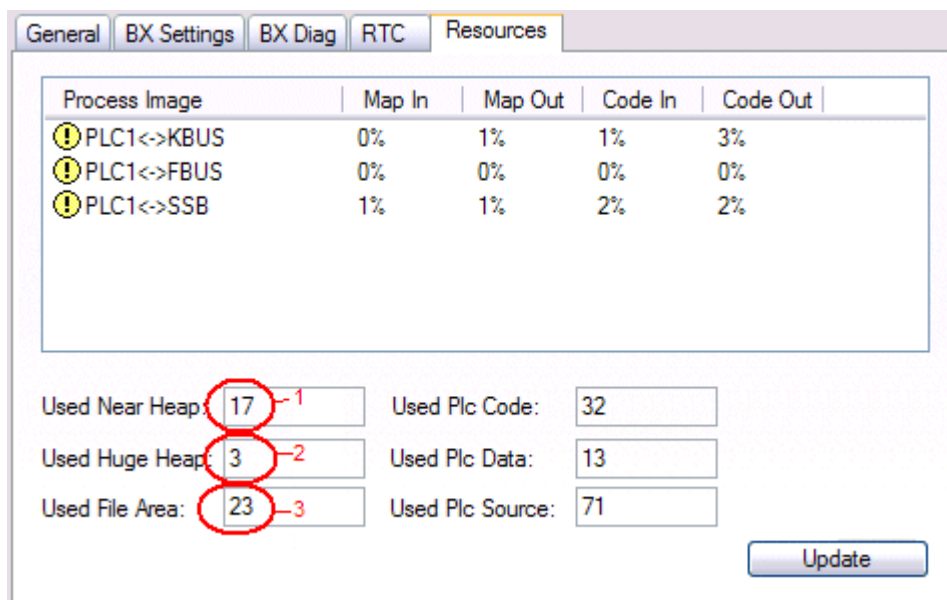 General BX Settings BX Diag RTC Resources
Process Image Map In Map Out Code In Code Out
PLC1<->KBUS 0% 1% 1% 3%
PLC1<->FBUS 0% 0% 0% 0%
PLC1<->SSB 1% 1% 2% 2%
Used Near Heap: 17 1 Used Plc Code: 32
Used Huge Heap: 3 2 Used Plc Data: 13
Used File Area: 23 3 Used Plc Source: 71
Update